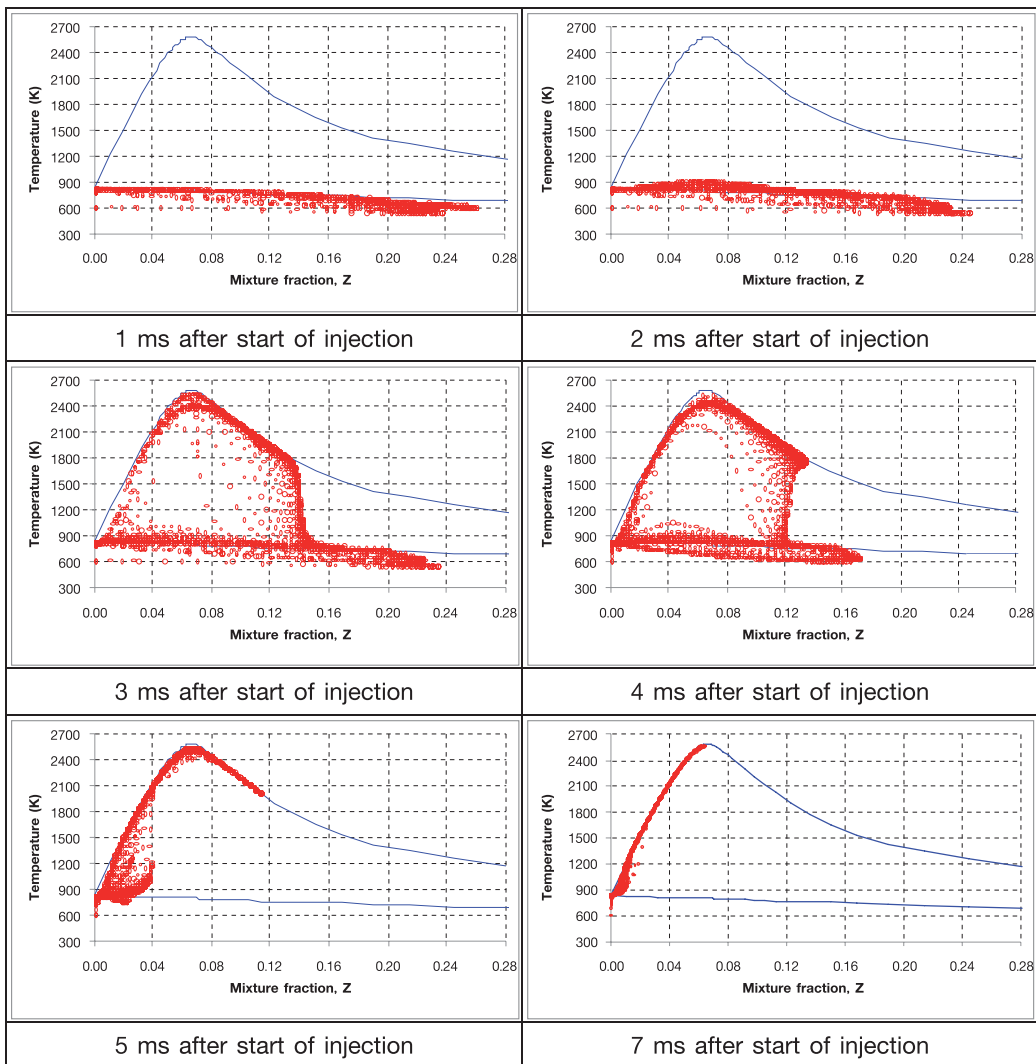 2700
2400
2100
1800
1500
1200
900
600
300
Temperature (K)
0.00 0.04 0.08 0.12 0.16 0.20 0.24 0.28
Mixture fraction, Z
1 ms after start of injection
2700
2400
2100
1800
1500
1200
900
600
300
Temperature (K)
0.00 0.04 0.08 0.12 0.16 0.20 0.24 0.28
Mixture fraction, Z
2 ms after start of injection
2700
2400
2100
1800
1500
1200
900
600
300
Temperature (K)
0.00 0.04 0.08 0.12 0.16 0.20 0.24 0.28
Mixture fraction, Z
3 ms after start of injection
2700
2400
2100
1800
1500
1200
900
600
300
Temperature (K)
0.00 0.04 0.08 0.12 0.16 0.20 0.24 0.28
Mixture fraction, Z
4 ms after start of injection
2700
2400
2100
1800
1500
1200
900
600
300
Temperature (K)
0.00 0.04 0.08 0.12 0.16 0.20 0.24 0.28
Mixture fraction, Z
5 ms after start of injection
2700
2400
2100
1800
1500
1200
900
600
300
Temperature (K)
0.00 0.04 0.08 0.12 0.16 0.20 0.24 0.28
Mixture fraction, Z
7 ms after start of injection